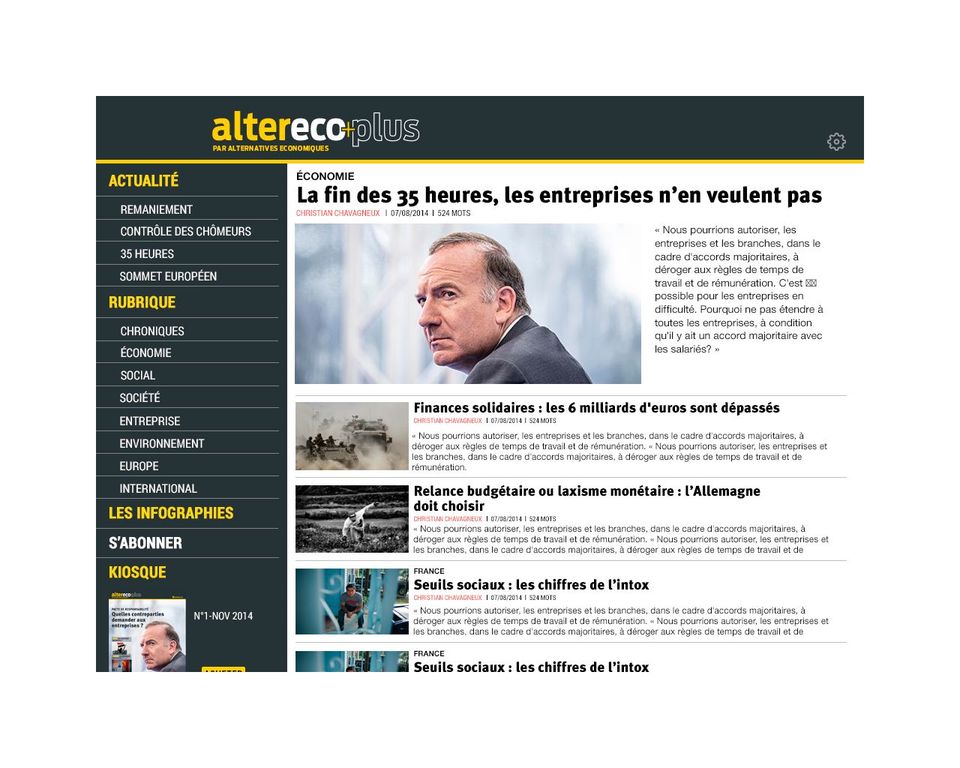 altereco+plus
PAR ALTERNATIVES ECONOMIQUES
ACTUALITÉ
REMANIEMENT
CONTRÔLE DES CHÔMEURS
35 HEURES
SOMMET EUROPÉEN
RUBRIQUE
CHRONIQUES
ÉCONOMIE
SOCIAL
SOCIÉTÉ
ENTREPRISE
ENVIRONNEMENT
EUROPE
INTERNATIONAL
LES INFOGRAPHIES
S'ABONNER
KIOSQUE
alterecoplus
PACTE DE RESPONSABILITÉ
Quelles contreparties
demander aux
entreprises ?
N°1-NOV 2014
ACHETER
ÉCONOMIE
La fin des 35 heures, les entreprises n'en veulent pas
CHRISTIAN CHAVAGNEUX I 07/08/2014 I 524 MOTS
« Nous pourrions autoriser, les
entreprises et les branches, dans le
cadre d'accords majoritaires, à
déroger aux règles de temps de
travail et de rémunération. C'est
possible pour les entreprises en
difficulté. Pourquoi ne pas étendre à
toutes les entreprises, à condition
qu'il y ait un accord majoritaire avec
les salariés? »
Finances solidaires : les 6 milliards d'euros sont dépassés
CHRISTIAN CHAVAGNEUX I 07/08/2014 I 524 MOTS
« Nous pourrions autoriser, les entreprises et les branches, dans le cadre d'accords majoritaires, à
déroger aux règles de temps de travail et de rémunération. « Nous pourrions autoriser, les entreprises et
les branches, dans le cadre d'accords majoritaires, à déroger aux règles de temps de travail et de
rémunération.
Relance budgétaire ou laxisme monétaire : l'Allemagne
doit choisir
CHRISTIAN CHAVAGNEUX I 07/08/2014 I 524 MOTS
« Nous pourrions autoriser, les entreprises et les branches, dans le cadre d'accords majoritaires, à
déroger aux règles de temps de travail et de rémunération. « Nous pourrions autoriser, les entreprises et
les branches, dans le cadre d'accords majoritaires, à déroger aux règles de temps de travail et de
FRANCE
Seuils sociaux : les chiffres de l'intox
CHRISTIAN CHAVAGNEUX I 07/08/2014 I 524 MOTS
« Nous pourrions autoriser, les entreprises et les branches, dans le cadre d'accords majoritaires, à
déroger aux règles de temps de travail et de rémunération. « Nous pourrions autoriser, les entreprises et
les branches, dans le cadre d'accords majoritaires, à déroger aux règles de temps de travail et de
FRANCE
Seuils sociaux : les chiffres de l'intox